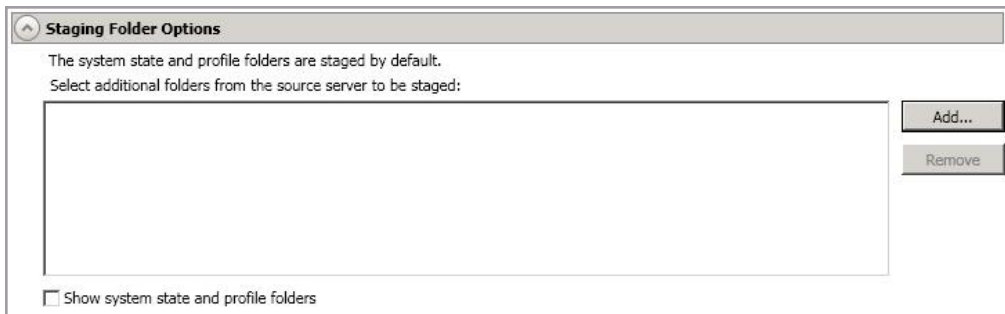 Staging Folder Options
The system state and profile folders are staged by default.
Select additional folders from the source server to be staged:
Add...
Remove
Show system state and profile folders